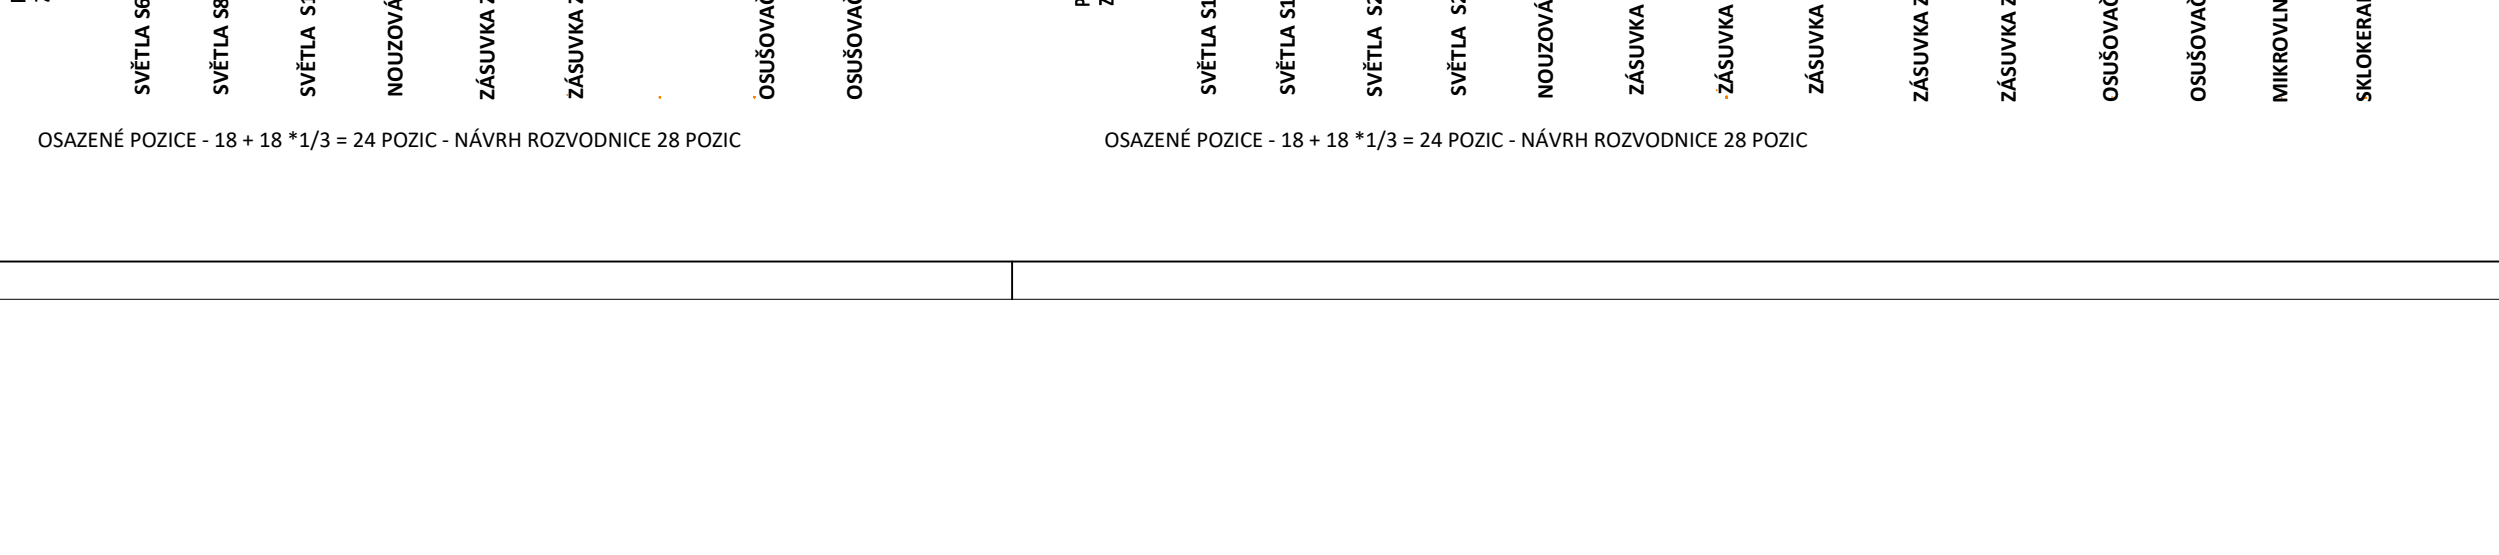 SVĚTLA S6
SVĚTLA S8
SVĚTLA S1
NOUZOVÁ
ZÁSUVKA Z
ZÁSUVKA Z
OSUŠOVAČ
OSUŠOVAČ
SVĚTLA S1
SVĚTLA S1
SVĚTLA S2
SVĚTLA S2
NOUZOVÁ
ZÁSUVKA
ZÁSUVKA
ZÁSUVKA
ZÁSUVKA Z
ZÁSUVKA Z
OSUŠOVAČ
OSUŠOVAČ
MIKROVLN
SKLOKERA
OSAZENÉ POZICE - 18 + 18 *1/3 = 24 POZIC - NÁVRH ROZVODNICE 28 POZIC
OSAZENÉ POZICE - 18 + 18 *1/3 = 24 POZIC - NÁVRH ROZVODNICE 28 POZIC